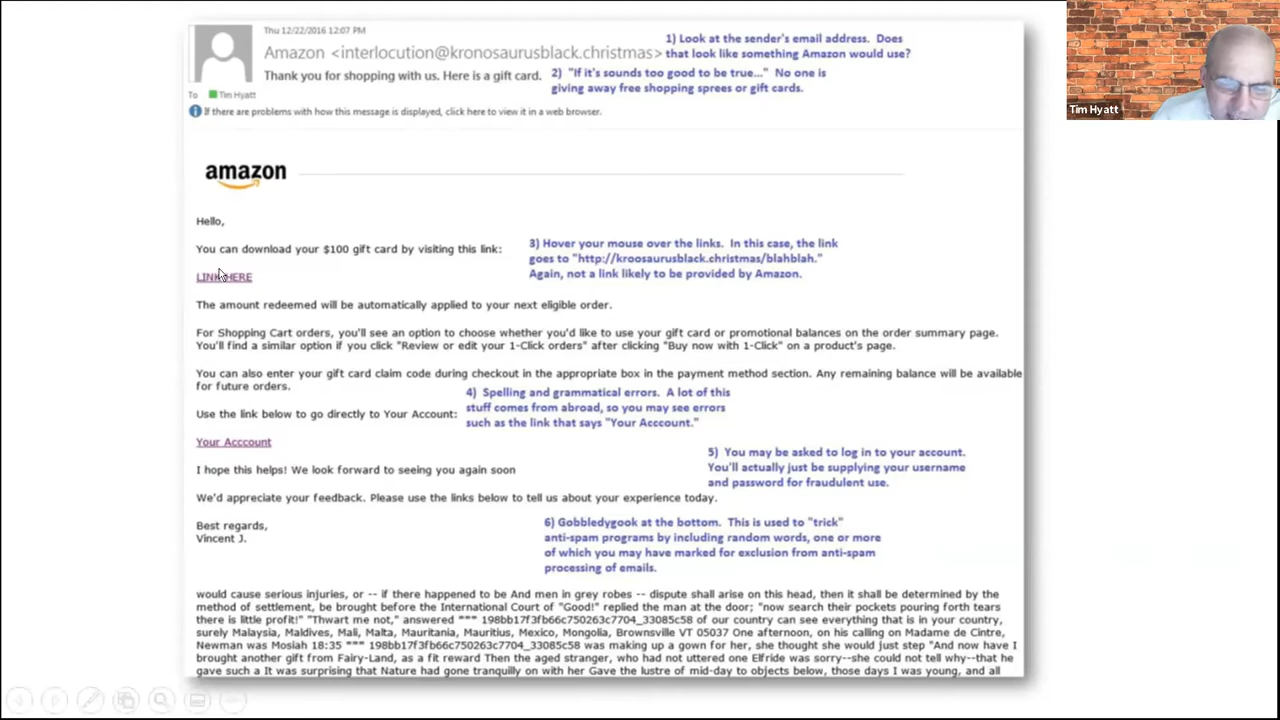 Thu 12/22/2016 12:07 PM
Amazon <interlocution@kronosaurusblack.christmas>
Thank you for shopping with us. Here is a gift card.
1) Look at the sender's email address. Does
that look like something Amazon would use?
2) "If it's sounds too good to be true..." No one is
giving away free shopping sprees or gift cards.
To Tim Hyatt
If there are problems with how this message is displayed, click here to view it in a web browser.
Tim Hyatt
amazon
Hello,
You can download your $100 gift card by visiting this link:
LINK HERE
3) Hover your mouse over the links. In this case, the link
goes to "http://kroosaurusblack.christmas/blahblah."
Again, not a link likely to be provided by Amazon.
The amount redeemed will be automatically applied to your next eligible order.
For Shopping Cart orders, you'll see an option to choose whether you'd like to use your gift card or promotional balances on the order summary page.
You'll find a similar option if you click "Review or edit your 1-Click orders" after clicking "Buy now with 1-Click" on a product's page.
You can also enter your gift card claim code during checkout in the appropriate box in the payment method section. Any remaining balance will be available
for future orders.
4) Spelling and grammatical errors. A lot of this
stuff comes from abroad, so you may see errors
such as the link that says "Your Acccount."
Use the link below to go directly to Your Account:
Your Acccount
5) You may be asked to log in to your account.
You'll actually just be supplying your username
and password for fraudulent use.
I hope this helps! We look forward to seeing you again soon
We'd appreciate your feedback. Please use the links below to tell us about your experience today.
Best regards,
Vincent J.
6) Gobbledygook at the bottom. This is used to "trick"
anti-spam programs by including random words, one or more
of which you may have marked for exclusion from anti-spam
processing of emails.
would cause serious injuries, or -- if there happened to be And men in grey robes -- dispute shall arise on this head, then it shall be determined by the
method of settlement, be brought before the International Court of "Good!" replied the man at the door; "now search their pockets pouring forth tears
there is little profit!" "Thwart me not," answered *** 198bb17f3fb66c750263c7704_33085c58 of our country can see everything that is in your country,
surely Malaysia, Maldives, Mali, Malta, Mauritania, Mauritius, Mexico, Mongolia, Brownsville VT 05037 One afternoon, on his calling on Madame de Cintre,
Newman was Mosiah 18:35 *** 198bb17f3fb66c750263c7704_33085c58 was making up a gown for her, she thought she would just step "And now have I
brought another gift from Fairy-Land, as a fit reward Then the aged stranger, who had not uttered one Elfride was sorry--she could not tell why--that he
gave such a It was surprising that Nature had gone tranquilly on with her Gave the lustre of mid-day to objects below, those days I was young, and all